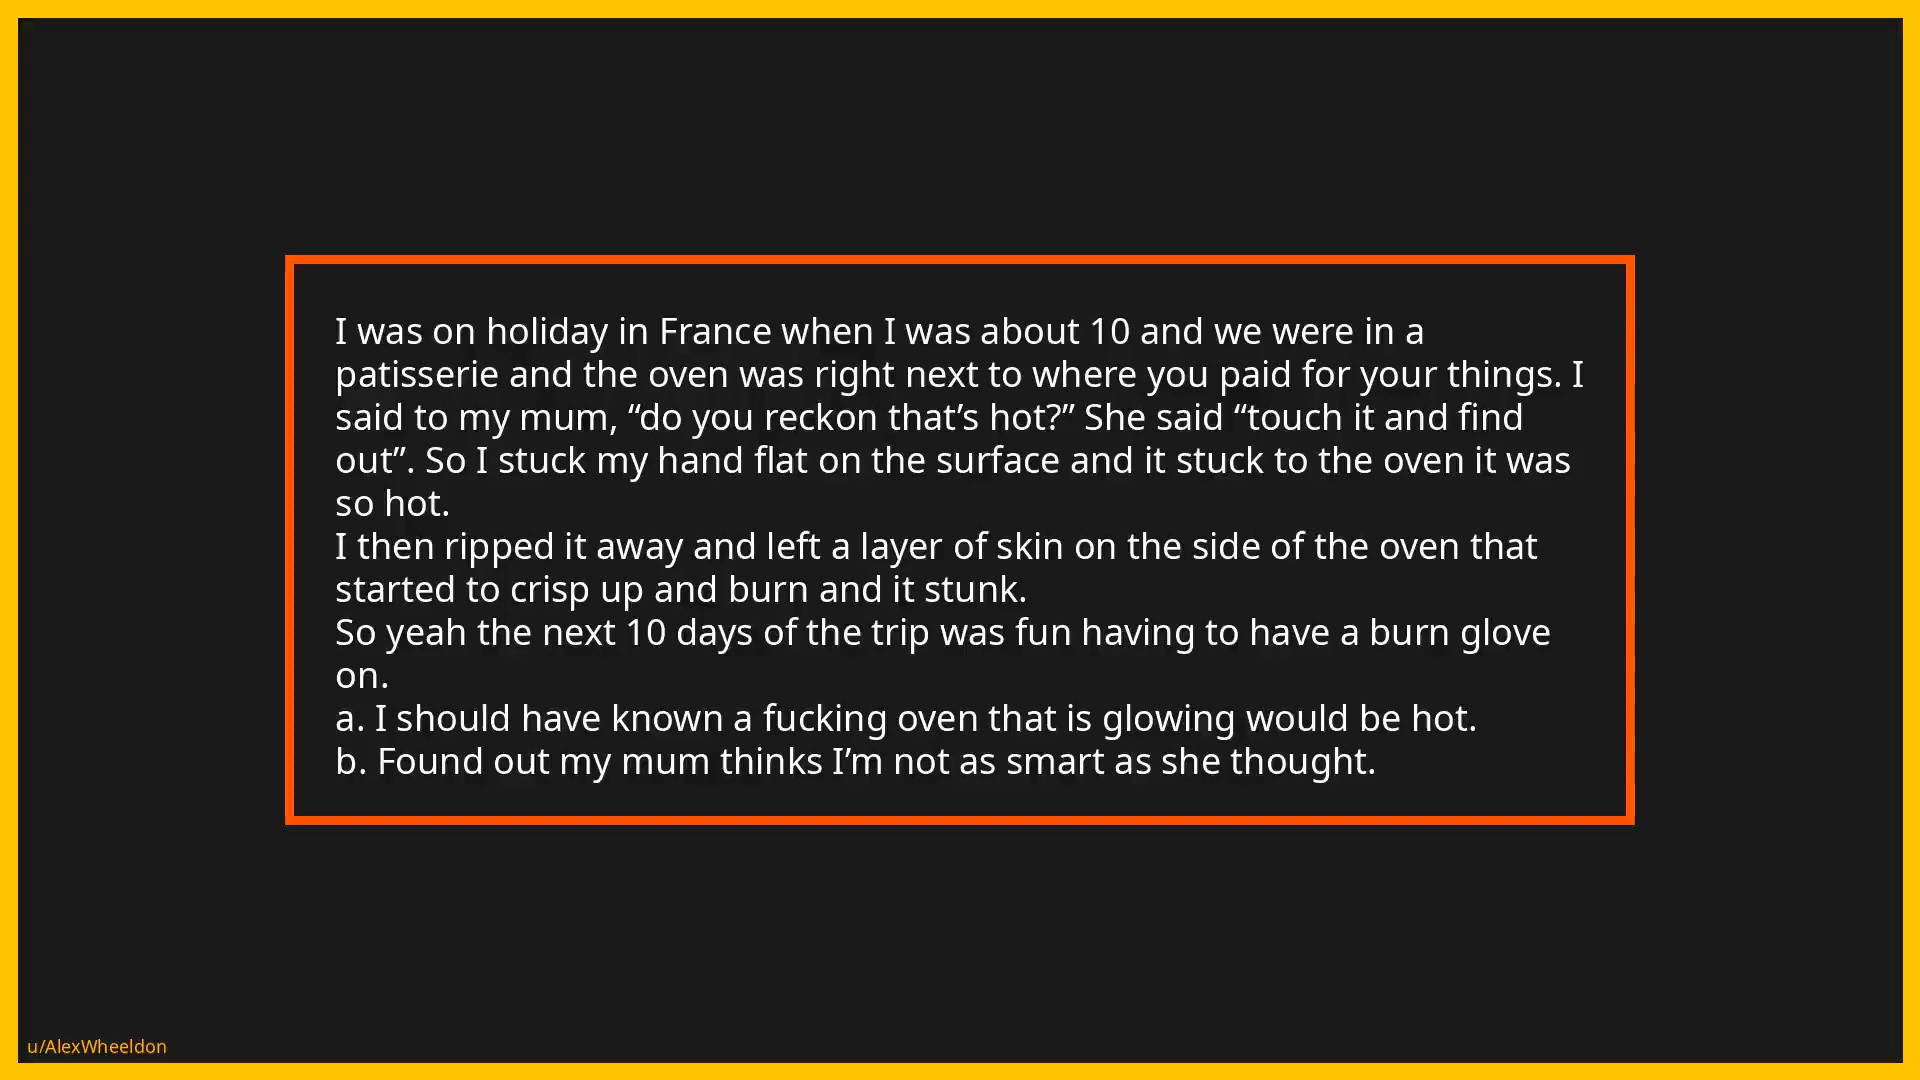 I was on holiday in France when I was about 10 and we were in a
patisserie and the oven was right next to where you paid for your things. I
said to my mum, “do you reckon that’s hot?” She said “touch it and find
out”. So I stuck my hand flat on the surface and it stuck to the oven it was
so hot.
I then ripped it away and left a layer of skin on the side of the oven that
started to crisp up and burn and it stunk.
So yeah the next 10 days of the trip was fun having to have a burn glove
on.
a. I should have known a fucking oven that is glowing would be hot.
b. Found out my mum thinks I’m not as smart as she thought.
u/AlexWheeldon